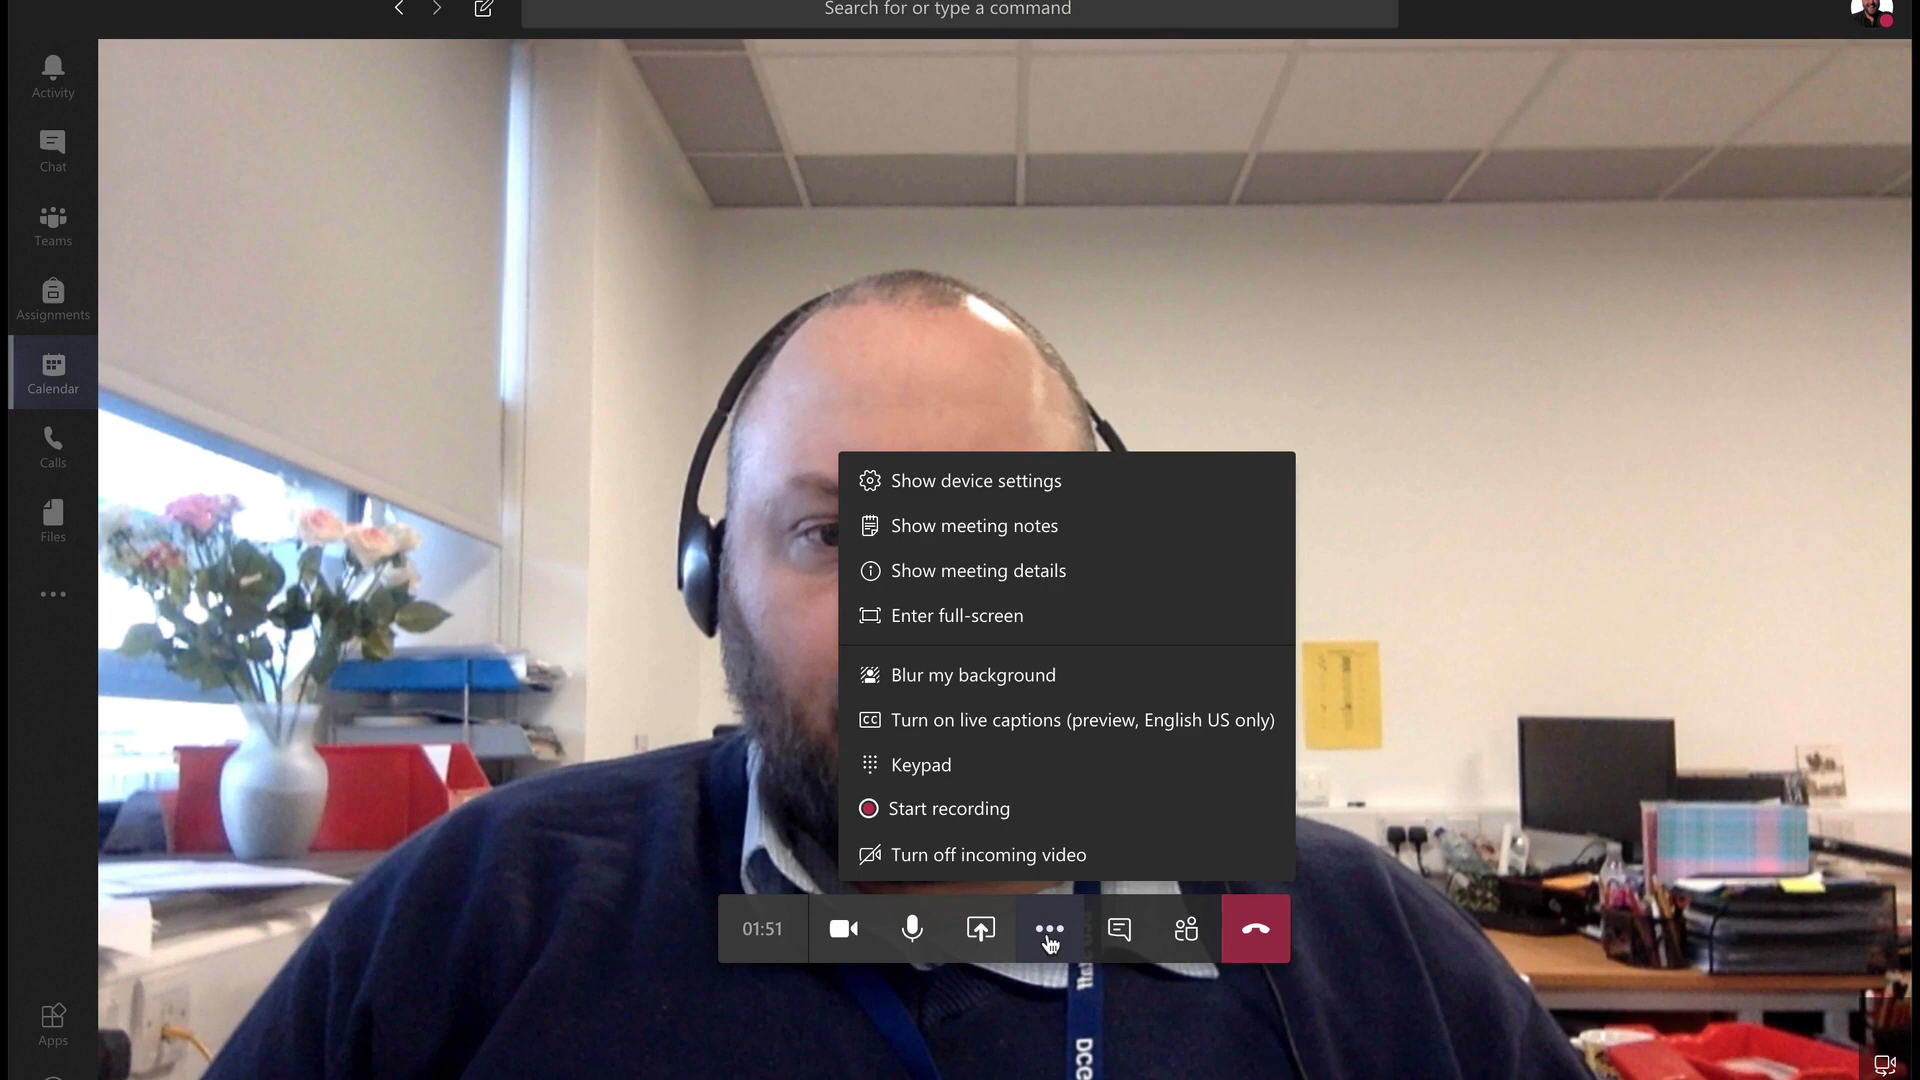 Search for or type a command
Activity
Chat
Teams
Assignments
Calendar
Calls
Files
Apps
Show device settings
Show meeting notes
Show meeting details
Enter full-screen
Blur my background
CC Turn on live captions (preview, English US only)
Keypad
Start recording
Turn off incoming video
01:51